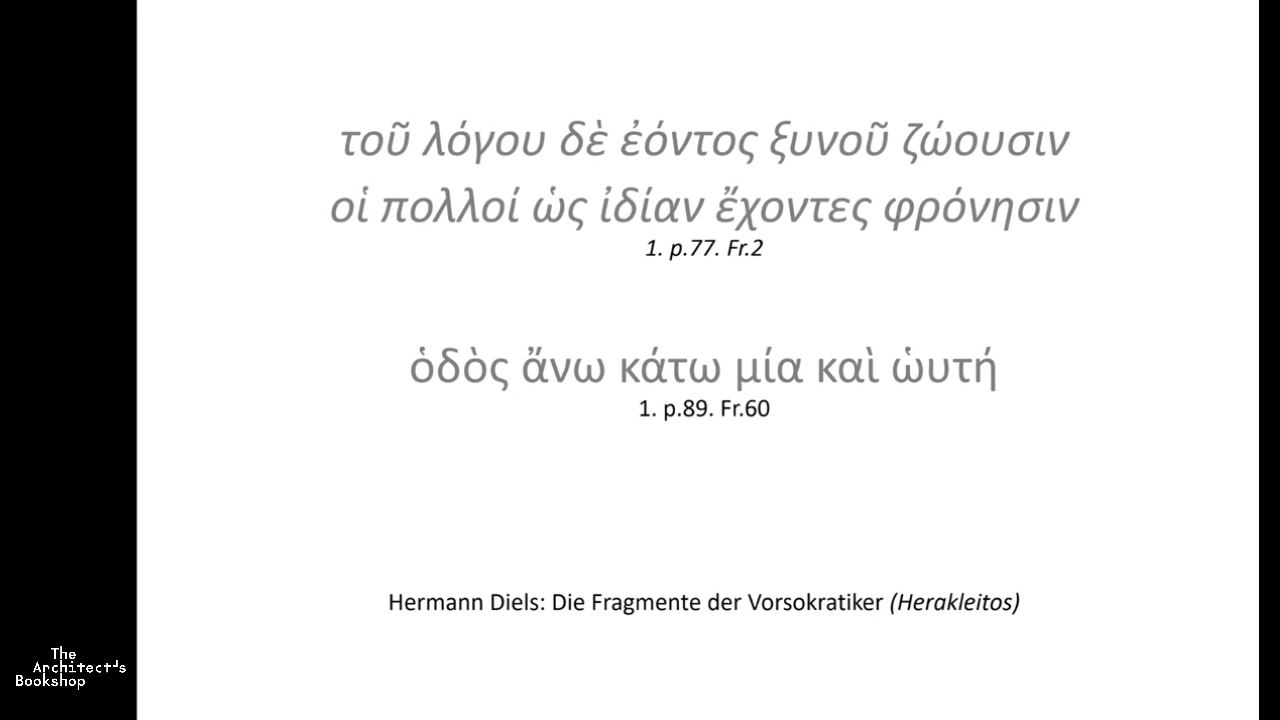 τοῦ λόγου δὲ ἐόντος ξυνοῦ ζώουσιν
οἱ πολλοί ὡς ἰδίαν ἔχοντες φρόνησιν
1. p.77. Fr.2
ὁδὸς ἄνω κάτω μία καὶ ὡυτή
1. p.89. Fr.60
Hermann Diels: Die Fragmente der Vorsokratiker (Herakleitos)
The
Architect's
Bookshop